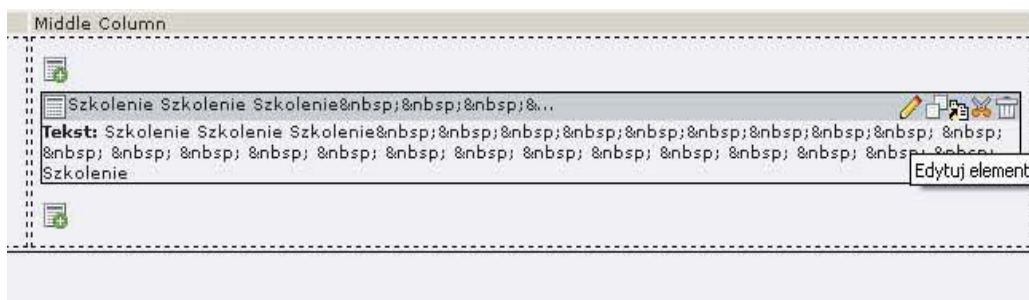 Middle Column
Szkolenie Szkolenie Szkolenie&nbsp;&nbsp;&nbsp;&...
Tekst: Szkolenie Szkolenie Szkolenie&nbsp;&nbsp;&nbsp;&nbsp;&nbsp;&nbsp;&nbsp;&nbsp; &nbsp;
&nbsp; &nbsp; &nbsp; &nbsp; &nbsp; &nbsp; &nbsp; &nbsp; &nbsp; &nbsp; &nbsp; &nbsp; &nbsp; &nbsp;
Szkolenie
Edytuj element